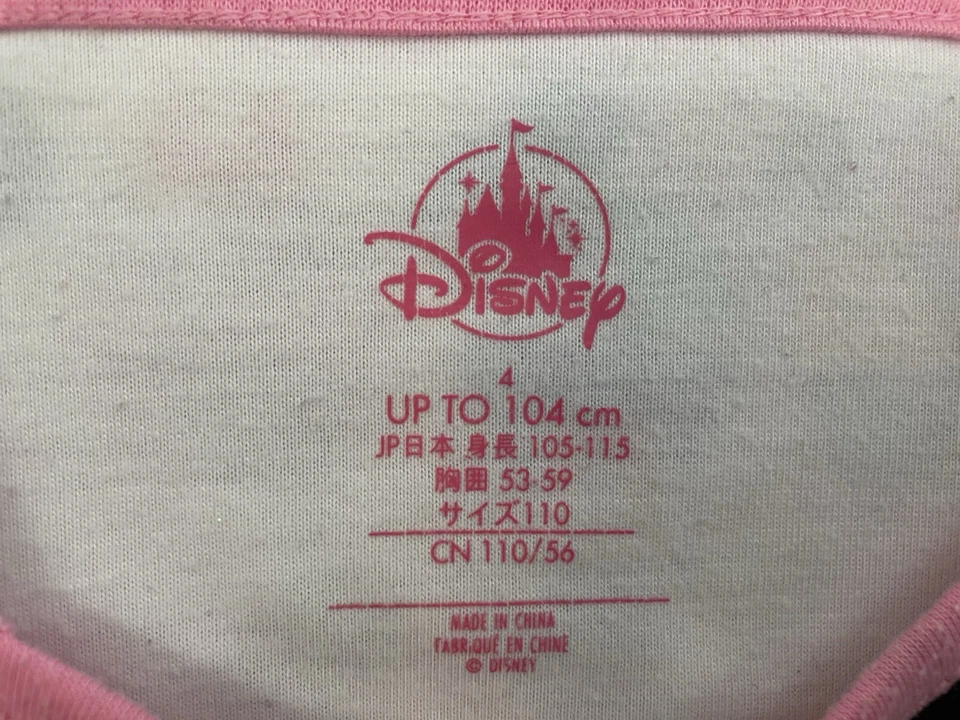 Disney
4
UP TO 104 cm
JP日本 身長 105-115
胸囲 53-59
サイズ110
CN 110/56
MADE IN CHINA
FABRIQUÉ EN CHINE
© DISNEY